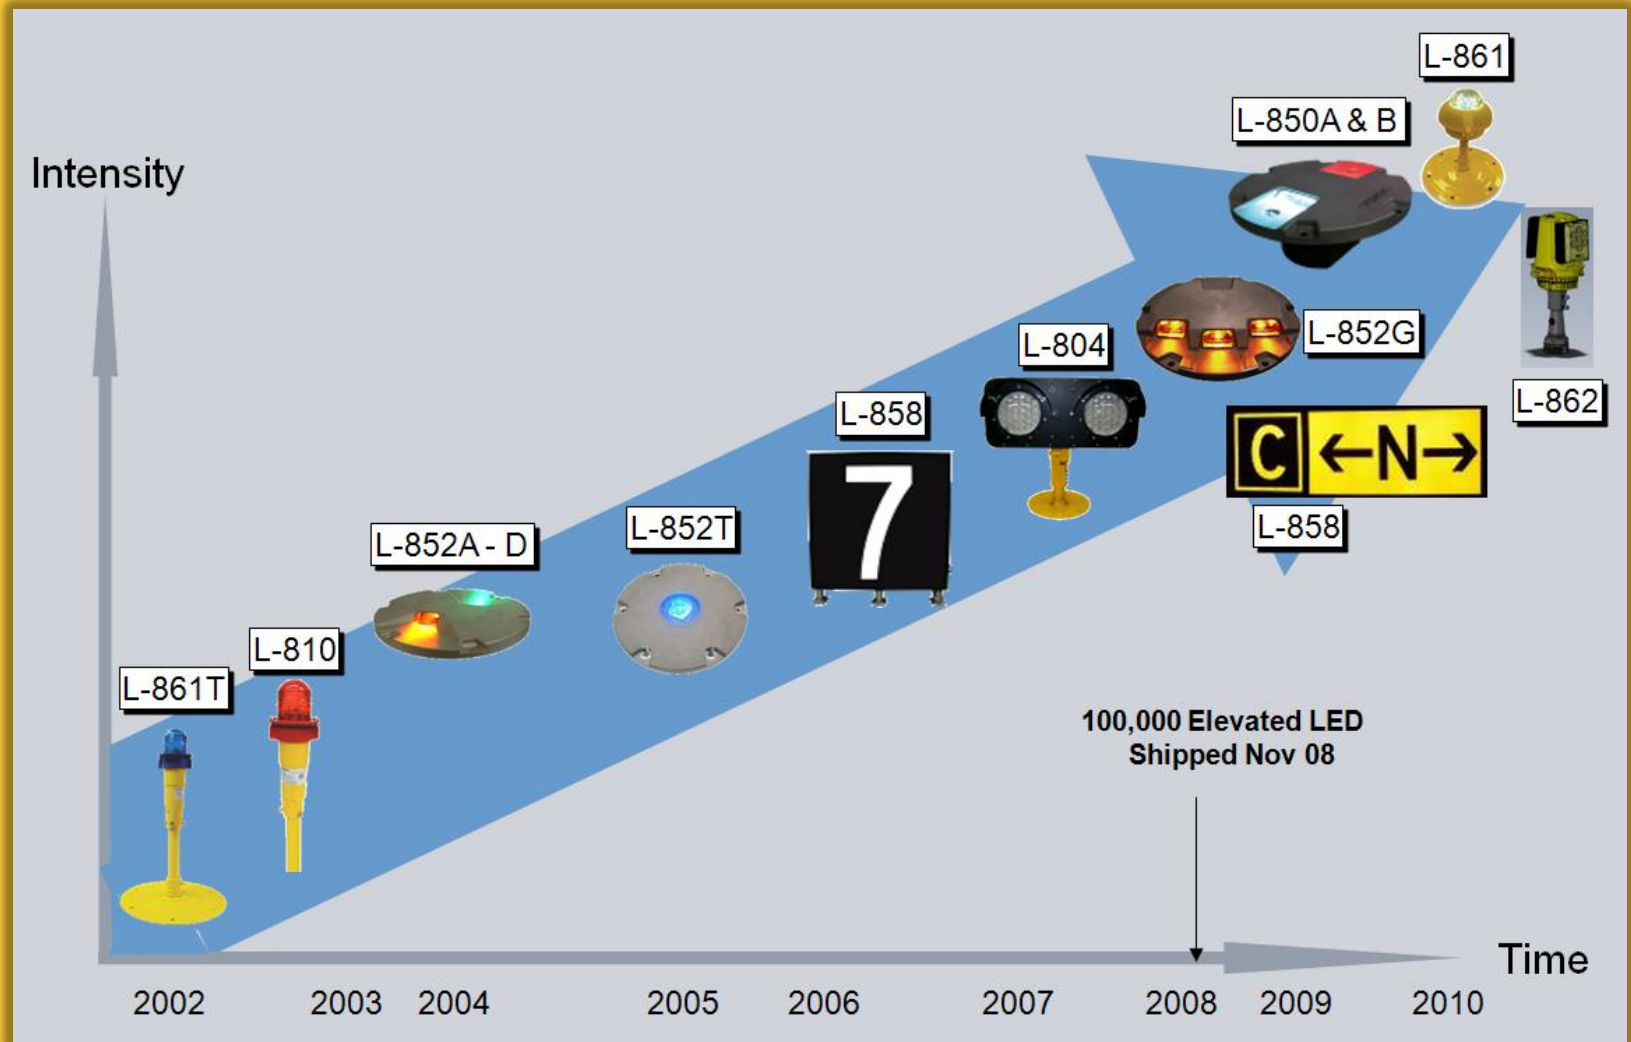 L-861
L-850A & B
Intensity
L-804
L-852G
L-858
L-862
7
C ←N→
L-852A - D
L-852T
L-858
L-810
L-861T
100,000 Elevated LED
Shipped Nov 08
Time
2002 2003 2004 2005 2006 2007 2008 2009 2010